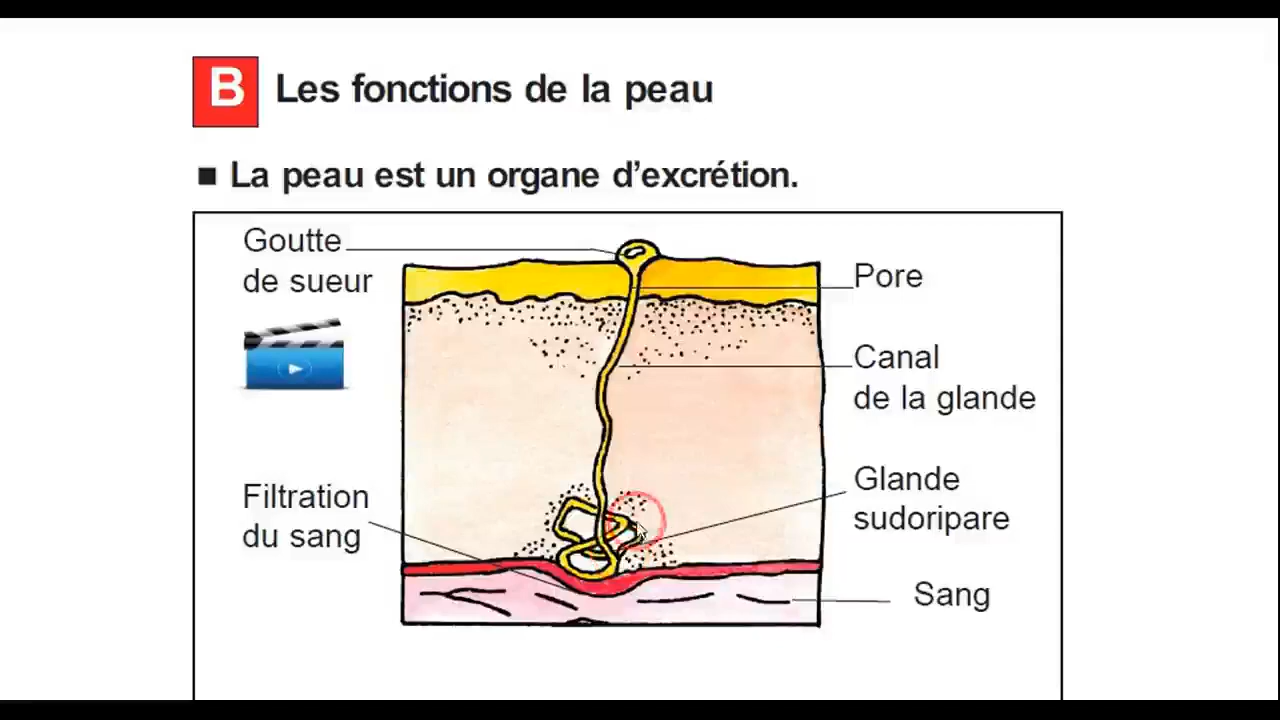 B Les fonctions de la peau
■ La peau est un organe d’excrétion.
Goutte
de sueur
Pore
Canal
de la glande
Filtration
du sang
Glande
sudoripare
Sang